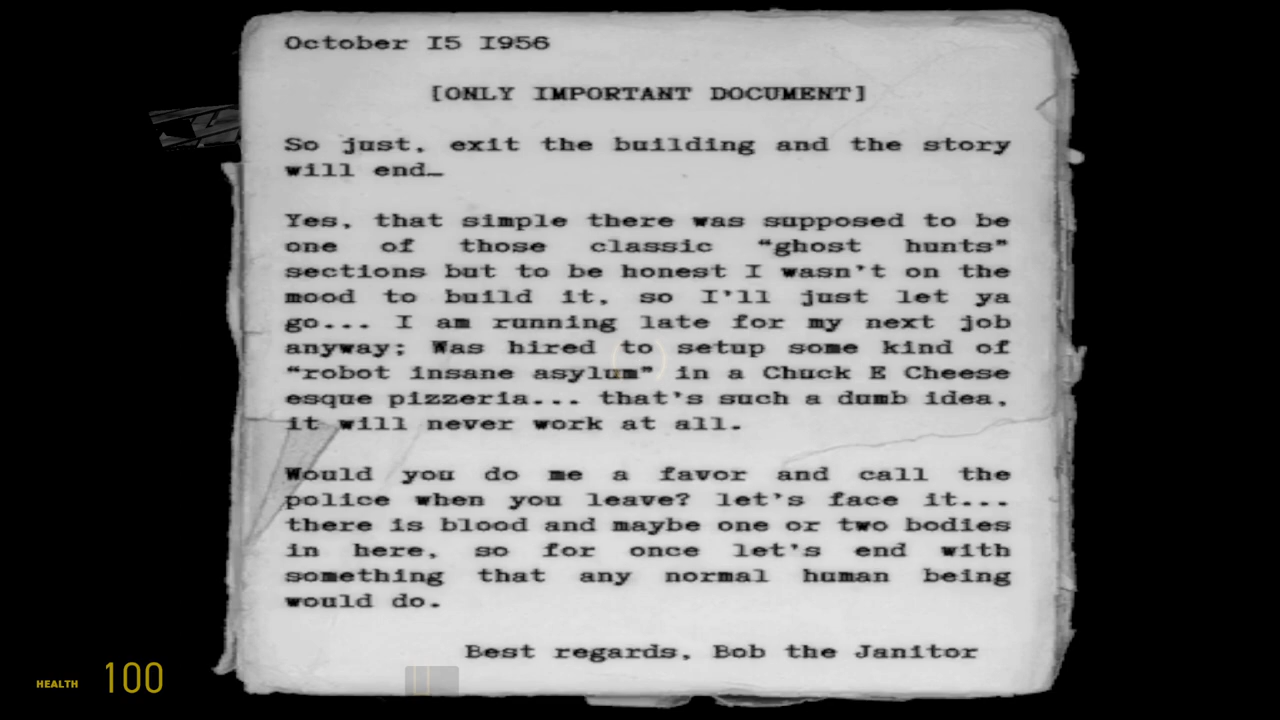 October I5 I956
[ONLY IMPORTANT DOCUMENT]
So just, exit the building and the story
will end…
Yes, that simple there was supposed to be
one of those classic “ghost hunts”
sections but to be honest I wasn't on the
mood to build it, so I'll just let ya
go... I am running late for my next job
anyway; Was hired to setup some kind of
“robot insane asylum” in a Chuck E Cheese
esque pizzeria... that's such a dumb idea,
it will never work at all.
Would you do me a favor and call the
police when you leave? let's face it...
there is blood and maybe one or two bodies
in here, so for once let's end with
something that any normal human being
would do.
Best regards, Bob the Janitor
HEALTH 100